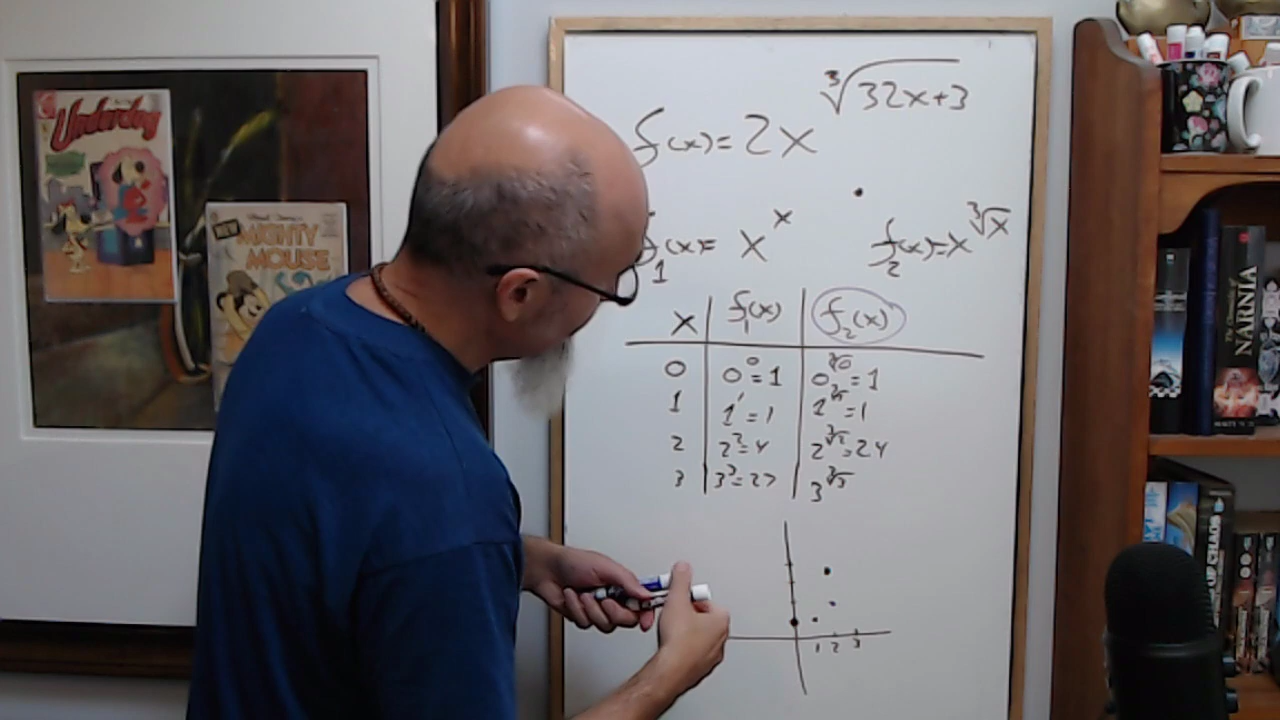 Underdog
NEW
MIGHTY
MOUSE
f(x) = 2x^∛(32x+3)
f₁(x) = x^x
f₂(x) = x^∛x
x f₁(x) f₂(x)
0 0⁰ = 1 0^∛0 = 1
1 1¹ = 1 1^∛1 = 1
2 2² = 4 2^∛2 = 2.4
3 3³ = 27 3^∛3
1 2 3
NARNIA
CHAOS